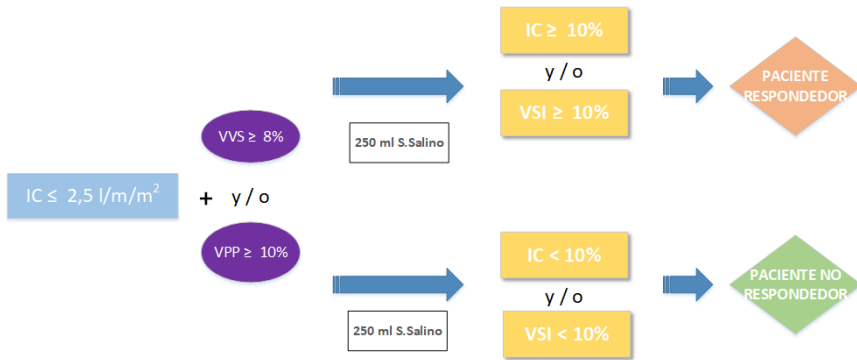 IC ≤ 2,5 l/m/m²
+
VVS ≥ 8%
y / o
VPP ≥ 10%
250 ml S.Salino
IC ≥ 10%
y / o
VSI ≥ 10%
PACIENTE
RESPONDEDOR
250 ml S.Salino
IC < 10%
y / o
VSI < 10%
PACIENTE NO
RESPONDEDOR